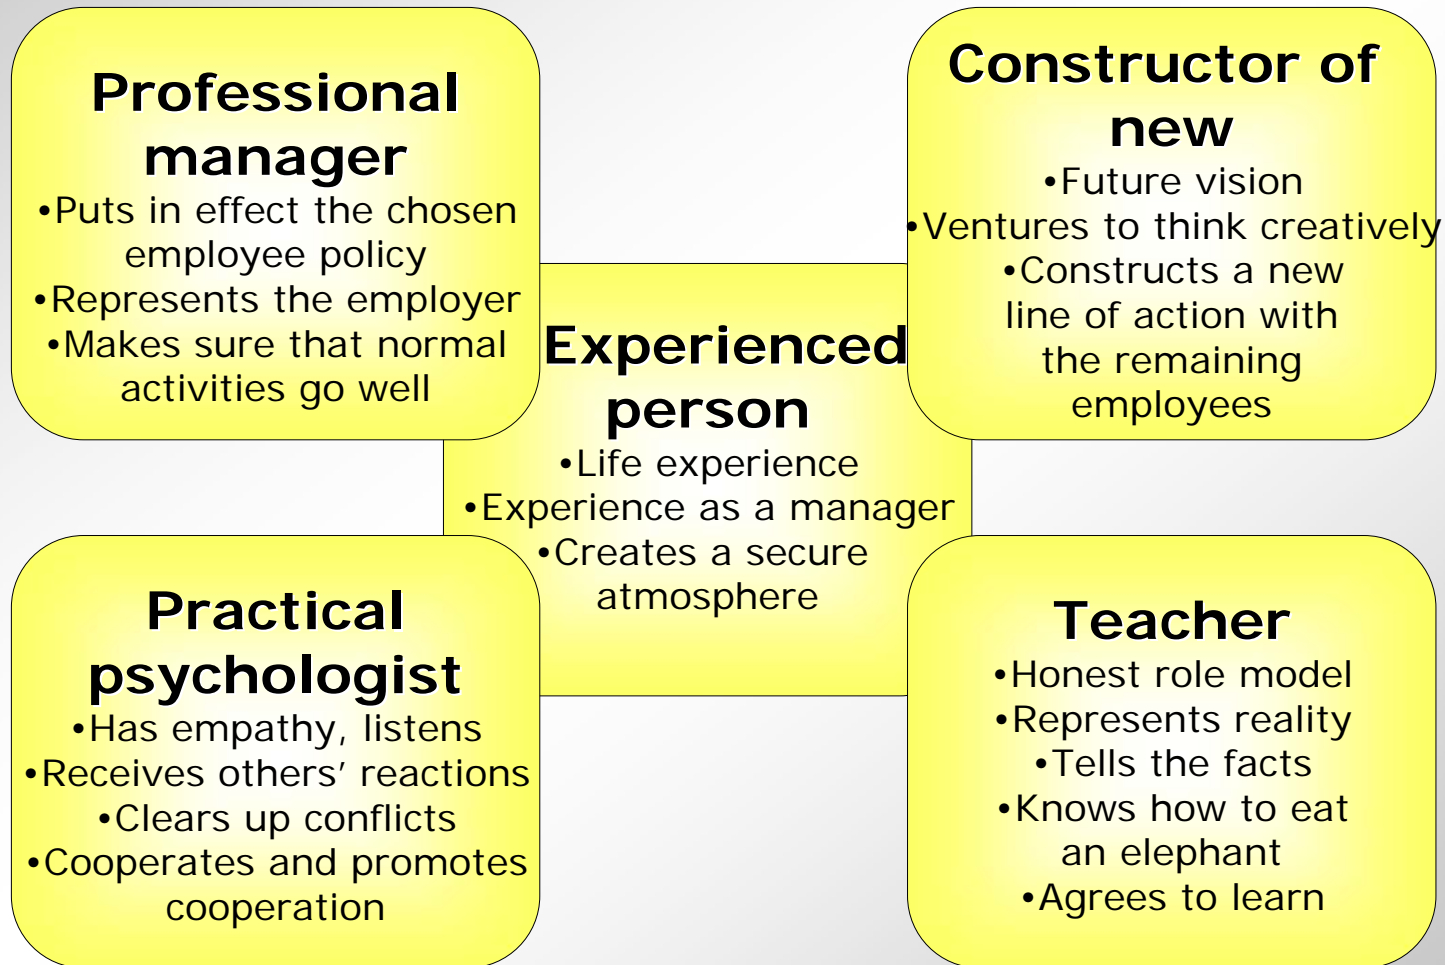 Professional
manager
•Puts in effect the chosen
employee policy
•Represents the employer
•Makes sure that normal
activities go well
Constructor of
new
•Future vision
•Ventures to think creatively
•Constructs a new
line of action with
the remaining
employees
Experienced
person
•Life experience
•Experience as a manager
•Creates a secure
atmosphere
Practical
psychologist
•Has empathy, listens
•Receives others’ reactions
•Clears up conflicts
•Cooperates and promotes
cooperation
Teacher
•Honest role model
•Represents reality
•Tells the facts
•Knows how to eat
an elephant
•Agrees to learn